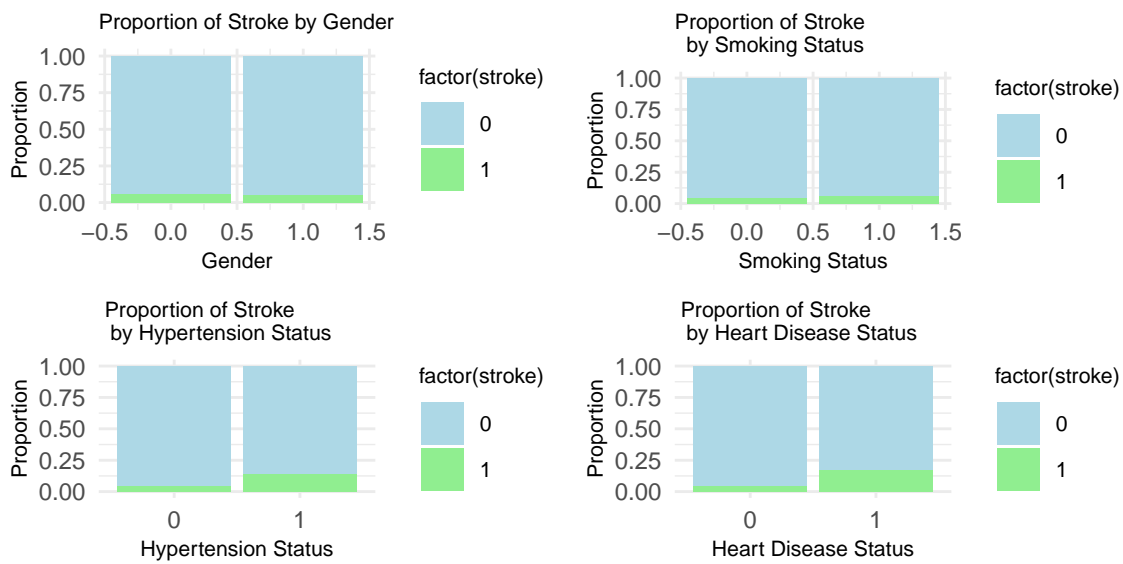 Proportion of Stroke by Gender
1.00
0.75
0.50
0.25
0.00
Proportion
−0.5 0.0 0.5 1.0 1.5
Gender
factor(stroke)
0
1
Proportion of Stroke
by Smoking Status
1.00
0.75
0.50
0.25
0.00
Proportion
−0.5 0.0 0.5 1.0 1.5
Smoking Status
factor(stroke)
0
1
Proportion of Stroke
by Hypertension Status
1.00
0.75
0.50
0.25
0.00
Proportion
0 1
Hypertension Status
factor(stroke)
0
1
Proportion of Stroke
by Heart Disease Status
1.00
0.75
0.50
0.25
0.00
Proportion
0 1
Heart Disease Status
factor(stroke)
0
1